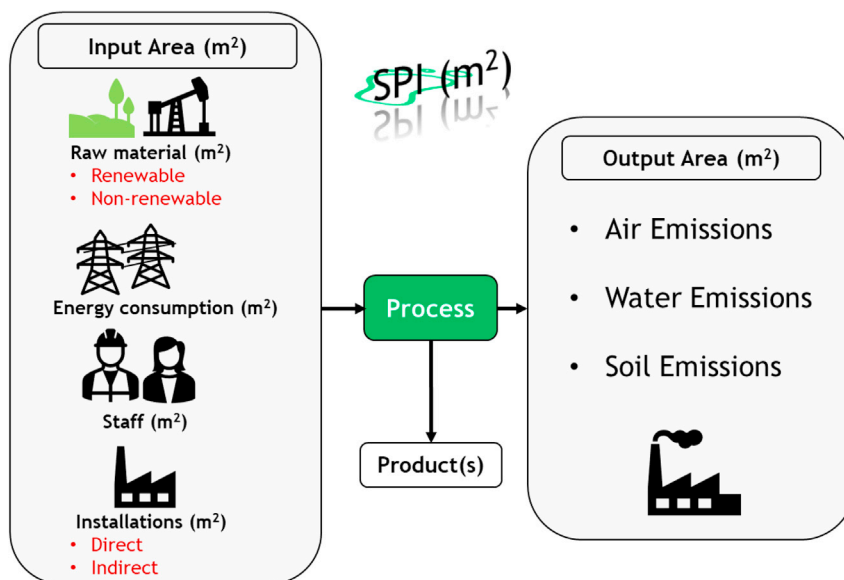 Input Area (m²)
Raw material (m²)
• Renewable
• Non-renewable
Energy consumption (m²)
Staff (m²)
Installations (m²)
• Direct
• Indirect
SPI (m²)
Process
Product(s)
Output Area (m²)
• Air Emissions
• Water Emissions
• Soil Emissions